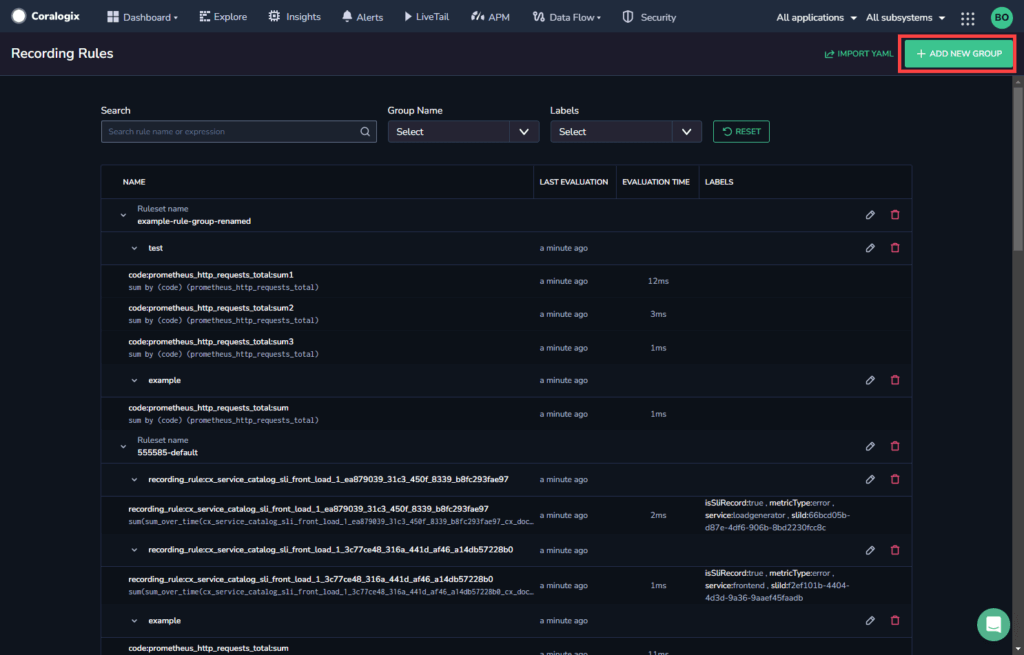 Coralogix Dashboard Explore Insights Alerts LiveTail APM Data Flow Security All applications All subsystems BO
Recording Rules IMPORT YAML + ADD NEW GROUP
Search Group Name Labels
Search rule name or expression Select Select RESET
NAME LAST EVALUATION EVALUATION TIME LABELS
Ruleset name
example-rule-group-renamed
test a minute ago
code:prometheus_http_requests_total:sum1
sum by (code) (prometheus_http_requests_total) a minute ago 12ms
code:prometheus_http_requests_total:sum2
sum by (code) (prometheus_http_requests_total) a minute ago 3ms
code:prometheus_http_requests_total:sum3
sum by (code) (prometheus_http_requests_total) a minute ago 1ms
example a minute ago
code:prometheus_http_requests_total:sum
sum by (code) (prometheus_http_requests_total) a minute ago 1ms
Ruleset name
555585-default
recording_rule:cx_service_catalog_sli_front_load_1_ea879039_31c3_450f_8339_b8fc293fae97 a minute ago
recording_rule:cx_service_catalog_sli_front_load_1_ea879039_31c3_450f_8339_b8fc293fae97
sum(sum_over_time(cx_service_catalog_sli_front_load_1_ea879039_31c3_450f_8339_b8fc293fae97_cx_doc... a minute ago 2ms
isSliRecord:true , metricType:error ,
service:loadgenerator , sliId:66bcd05b-
d87e-4df6-906b-8bd2230fcc8c
recording_rule:cx_service_catalog_sli_front_load_1_3c77ce48_316a_441d_af46_a14db57228b0 a minute ago
recording_rule:cx_service_catalog_sli_front_load_1_3c77ce48_316a_441d_af46_a14db57228b0
sum(sum_over_time(cx_service_catalog_sli_front_load_1_3c77ce48_316a_441d_af46_a14db57228b0_cx_doc... a minute ago 1ms
isSliRecord:true , metricType:error ,
service:frontend , sliId:f2ef101b-4404-
4d3d-9a36-9aaef45faadb
example a minute ago
code:prometheus_http_requests_total:sum a minute ago 11ms